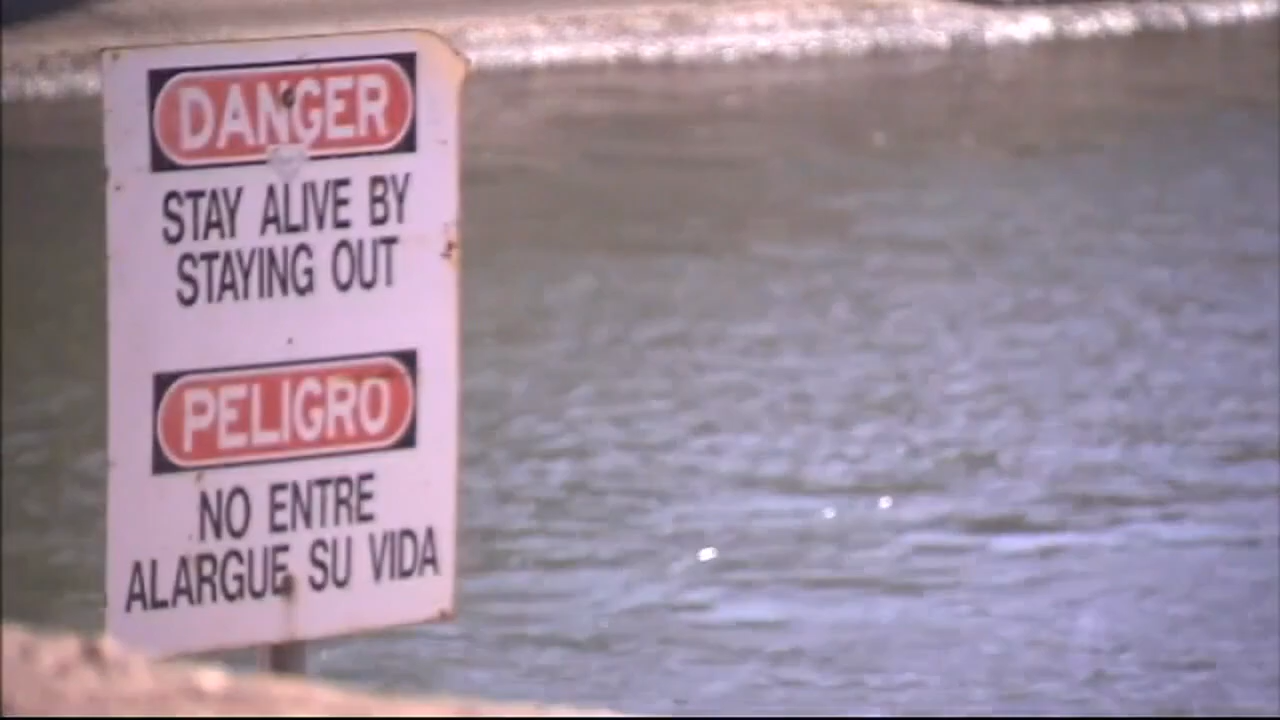 DANGER
STAY ALIVE BY
STAYING OUT
PELIGRO
NO ENTRE
ALARGUE SU VIDA